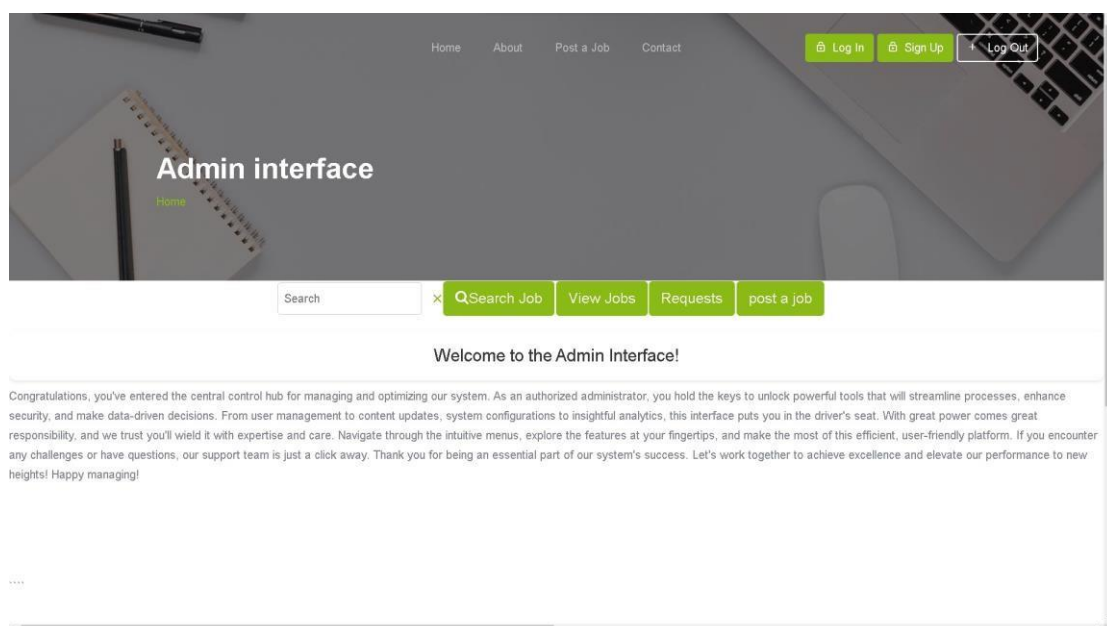 Home About Post a Job Contact Log In Sign Up + Log Out
Admin interface
Home
Search × Search Job View Jobs Requests post a job
Welcome to the Admin Interface!
Congratulations, you've entered the central control hub for managing and optimizing our system. As an authorized administrator, you hold the keys to unlock powerful tools that will streamline processes, enhance
security, and make data-driven decisions. From user management to content updates, system configurations to insightful analytics, this interface puts you in the driver's seat. With great power comes great
responsibility, and we trust you'll wield it with expertise and care. Navigate through the intuitive menus, explore the features at your fingertips, and make the most of this efficient, user-friendly platform. If you encounter
any challenges or have questions, our support team is just a click away. Thank you for being an essential part of our system's success. Let's work together to achieve excellence and elevate our performance to new
heights! Happy managing!
....